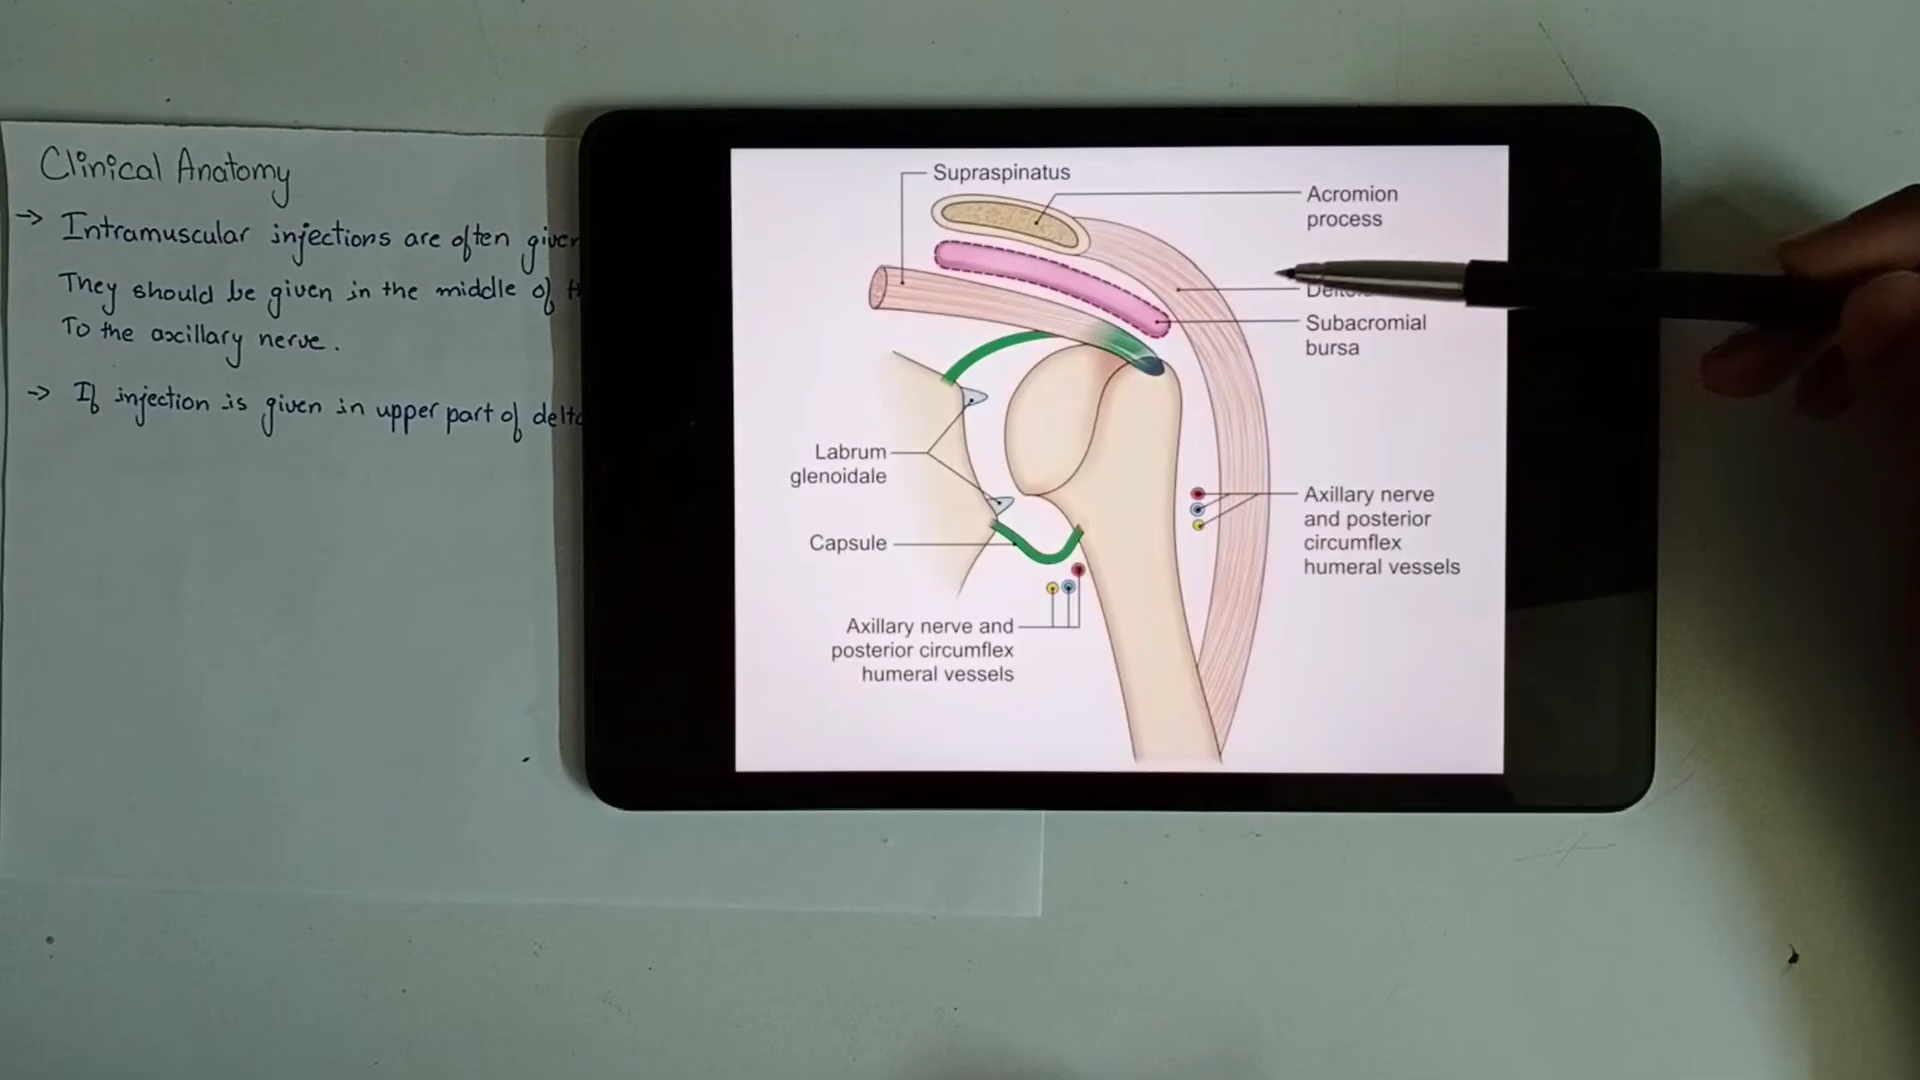 Clinical Anatomy
→ Intramuscular injections are often given
They should be given in the middle of
To the axillary nerve.
→ If injection is given in upper part of
Supraspinatus
Acromion
process
Subacromial
bursa
Labrum
glenoidale
Capsule
Axillary nerve
and posterior
circumflex
humeral vessels
Axillary nerve and
posterior circumflex
humeral vessels